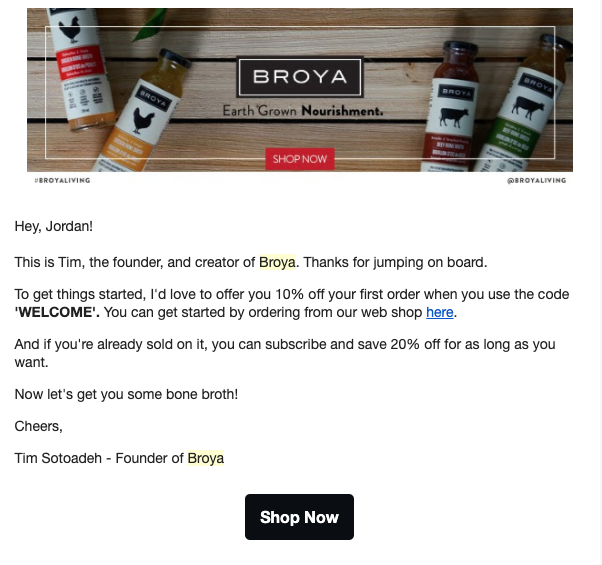 BROYA
Earth Grown Nourishment.
SHOP NOW
BROYA
BROYA
BROYA
#BROYALIVING
@BROYALIVING
Hey, Jordan!
This is Tim, the founder, and creator of Broya. Thanks for jumping on board.
To get things started, I'd love to offer you 10% off your first order when you use the code
'WELCOME'. You can get started by ordering from our web shop here.
And if you're already sold on it, you can subscribe and save 20% off for as long as you
want.
Now let's get you some bone broth!
Cheers,
Tim Sotoadeh - Founder of Broya
Shop Now